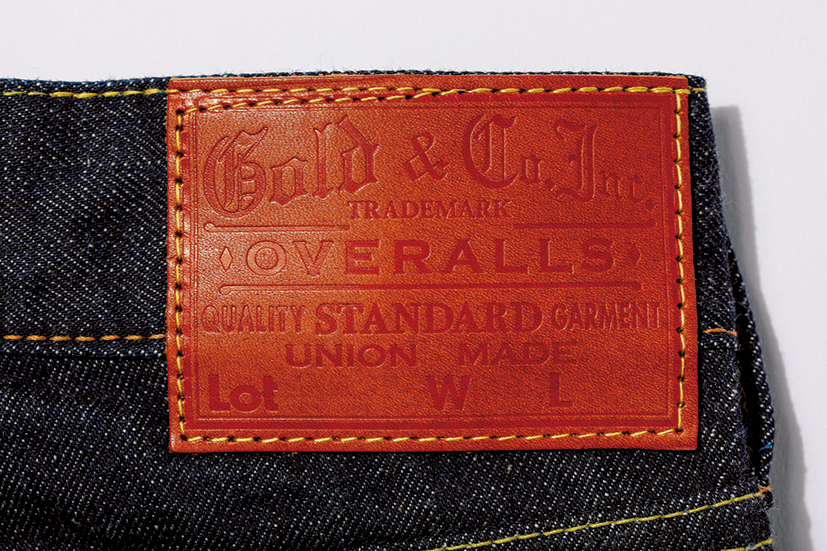 Gold & Co. Inc.
TRADEMARK
OVERALLS
QUALITY STANDARD GARMENT
UNION MADE
Lot W L